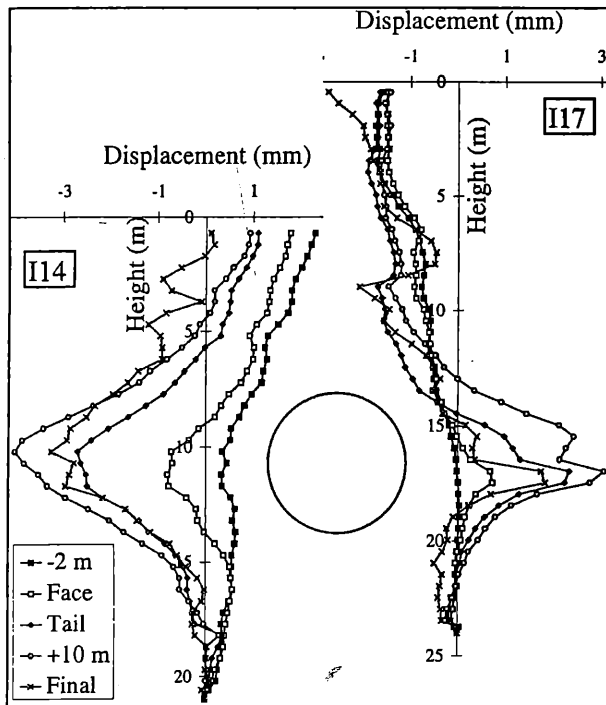 Displacement (mm)
-1 1 3
0
I17
Height (m)
5
10
15
20
25
Displacement (mm)
-3 -1 1
0
I14
Height (m)
5
10
15
20
-2 m
Face
Tail
+10 m
Final